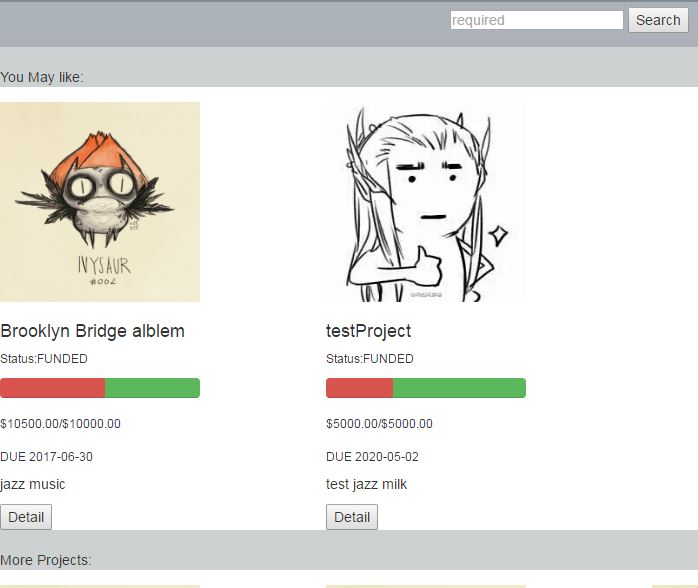 required
Search
You May like:
IVYSAUR
#002
Brooklyn Bridge alblem
Status:FUNDED
$10500.00/$10000.00
DUE 2017-06-30
jazz music
Detail
testProject
Status:FUNDED
$5000.00/$5000.00
DUE 2020-05-02
test jazz milk
Detail
More Projects: